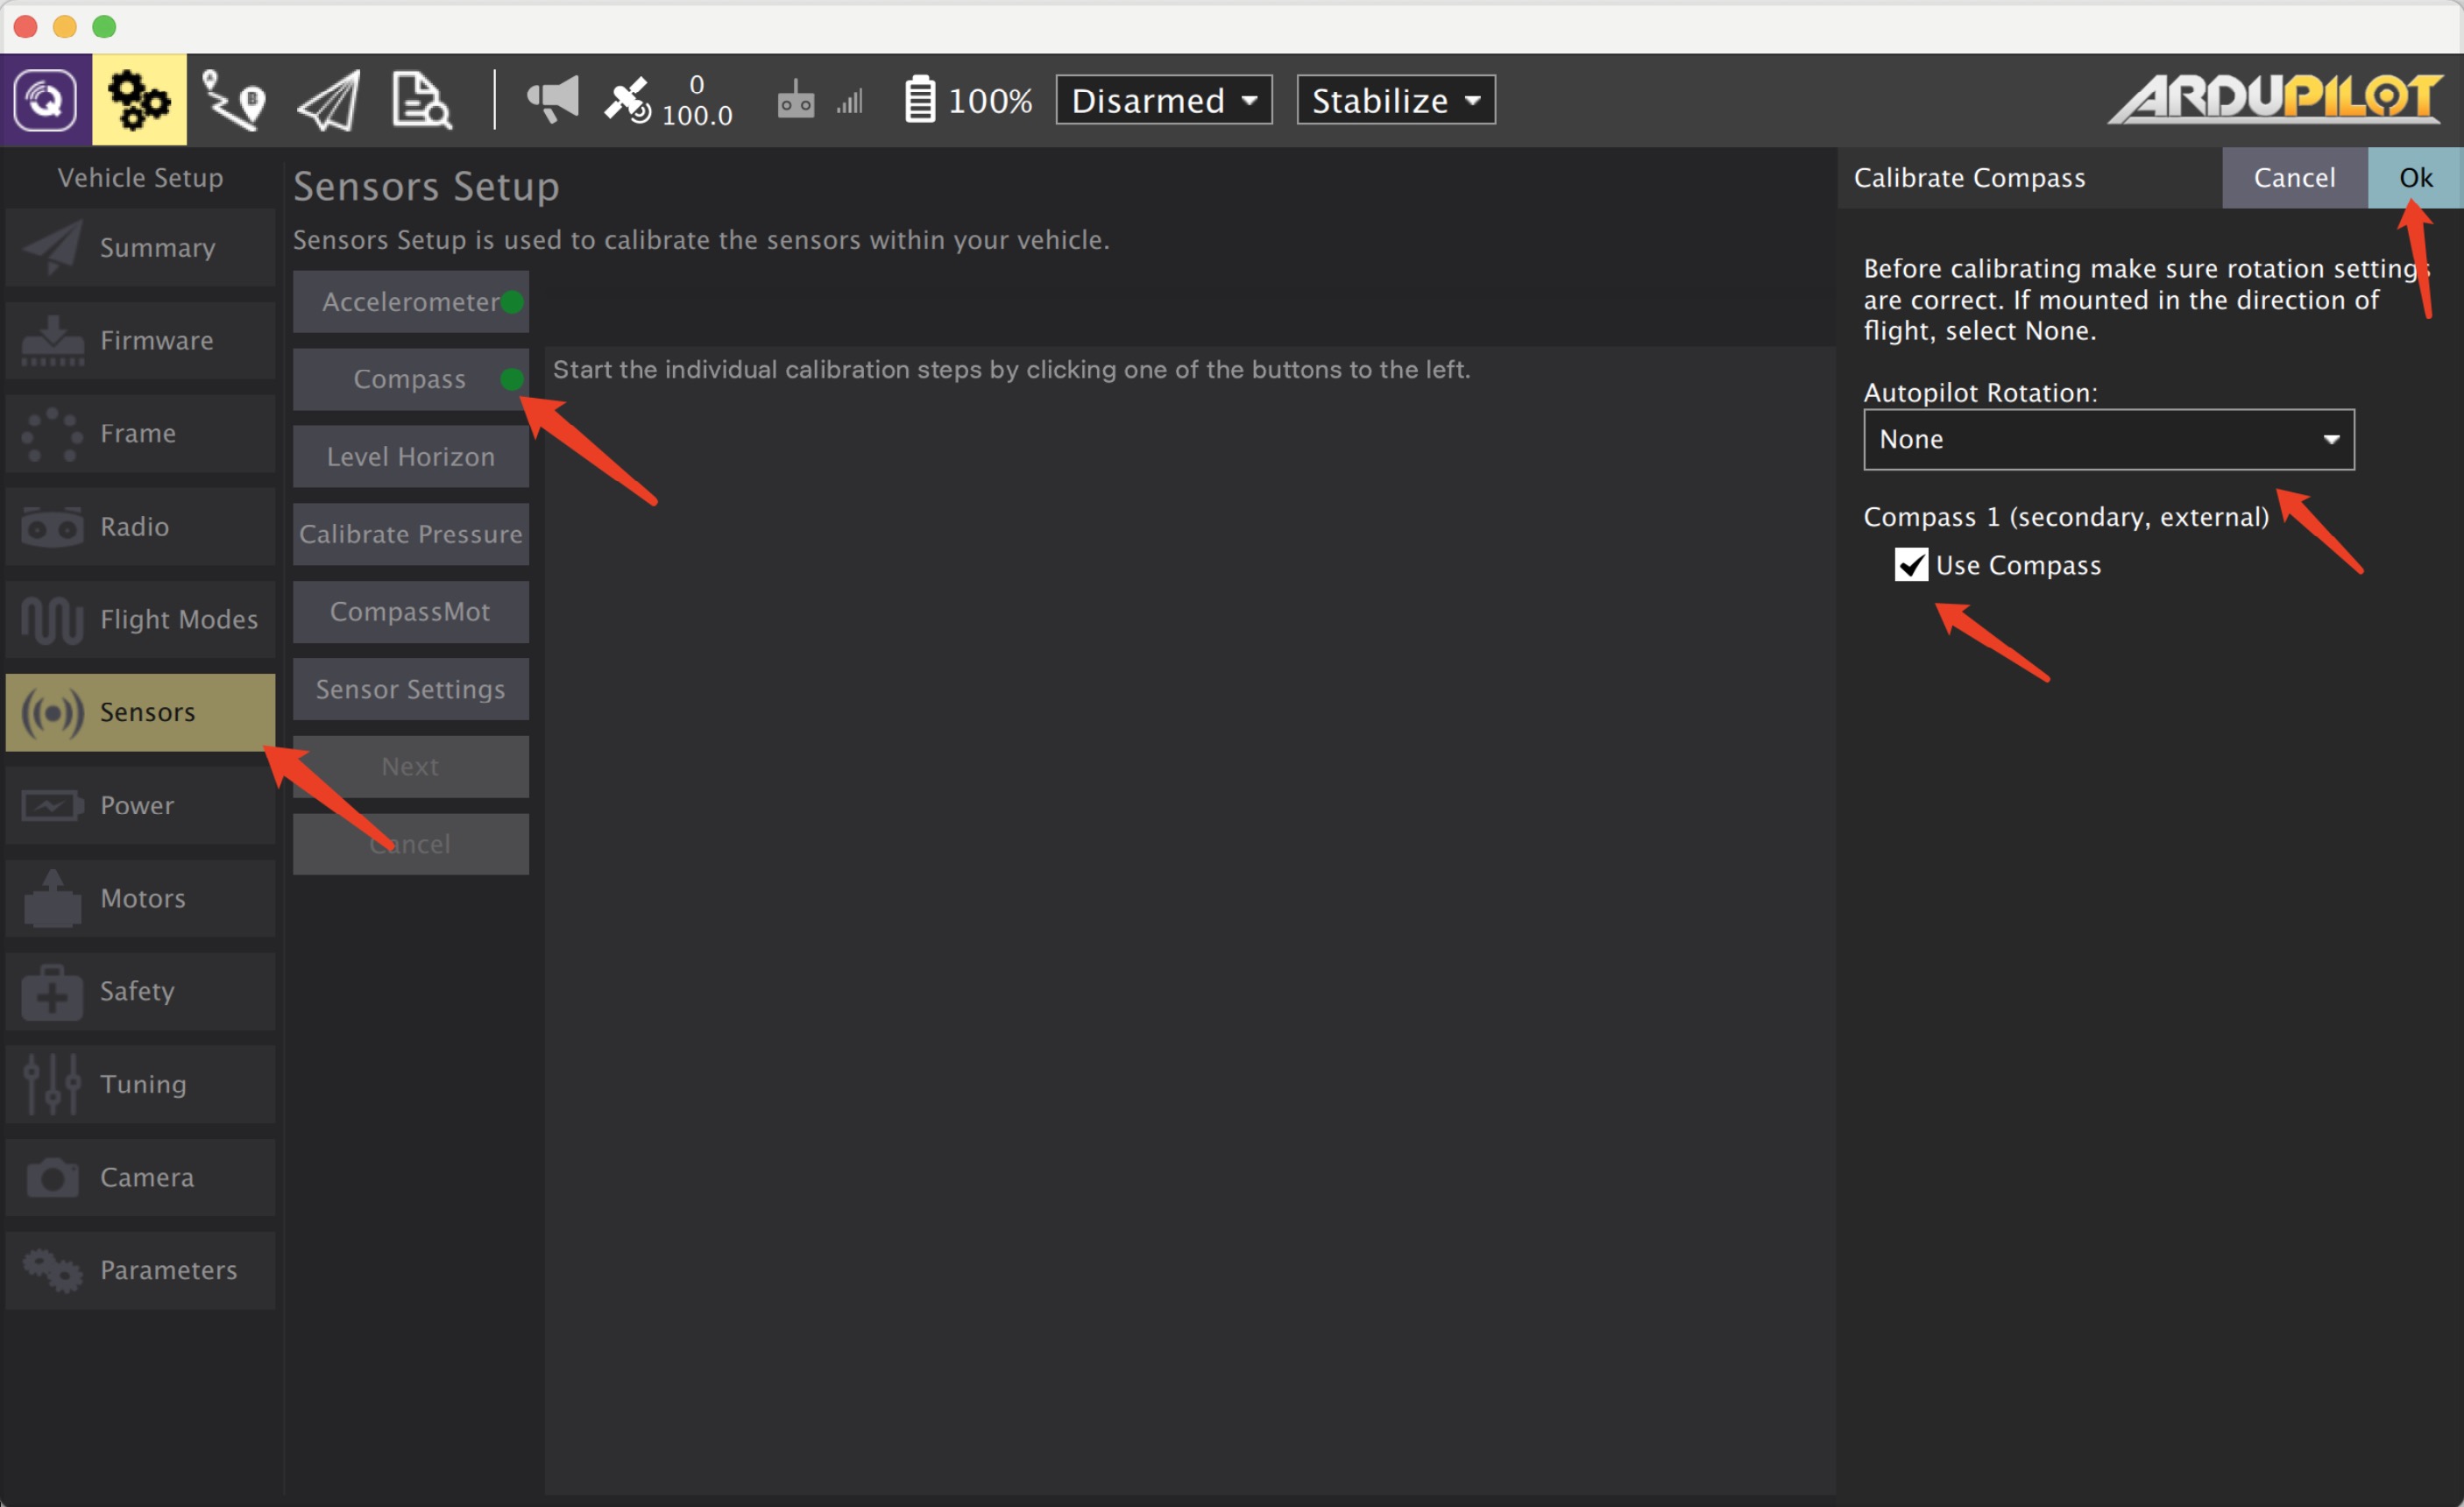 0
100.0
100%
Disarmed
Stabilize
ARDUPILOT
Vehicle Setup
Summary
Firmware
Frame
Radio
Flight Modes
Sensors
Power
Motors
Safety
Tuning
Camera
Parameters
Sensors Setup
Sensors Setup is used to calibrate the sensors within your vehicle.
Accelerometer
Compass
Level Horizon
Calibrate Pressure
CompassMot
Sensor Settings
Next
Cancel
Start the individual calibration steps by clicking one of the buttons to the left.
Calibrate Compass
Cancel
Ok
Before calibrating make sure rotation settings
are correct. If mounted in the direction of
flight, select None.
Autopilot Rotation:
None
Compass 1 (secondary, external)
Use Compass